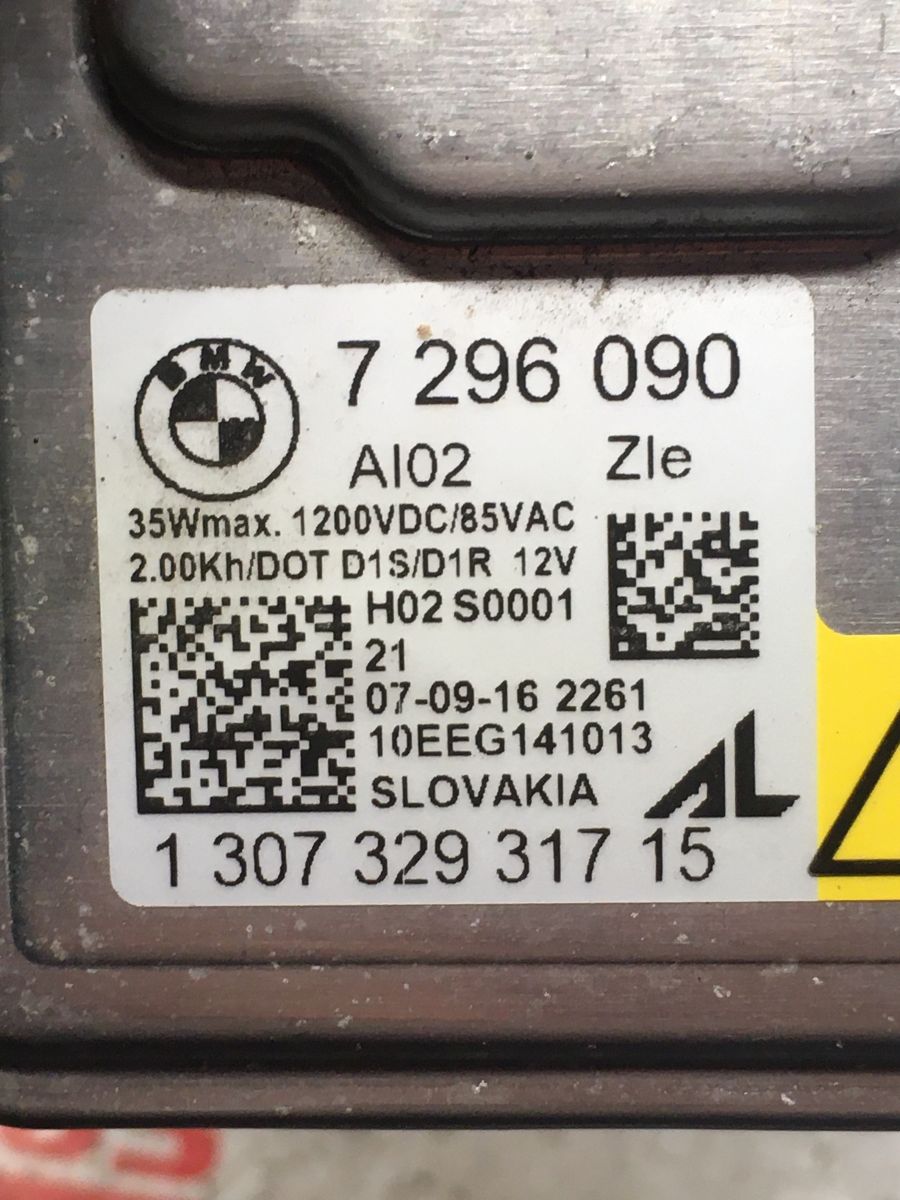 BMW
7 296 090
AI02 ZIe
35Wmax. 1200VDC/85VAC
2.00Kh/DOT D1S/D1R 12V
H02 S0001
21
07-09-16 2261
10EEG141013
SLOVAKIA
AL
1 307 329 317 15